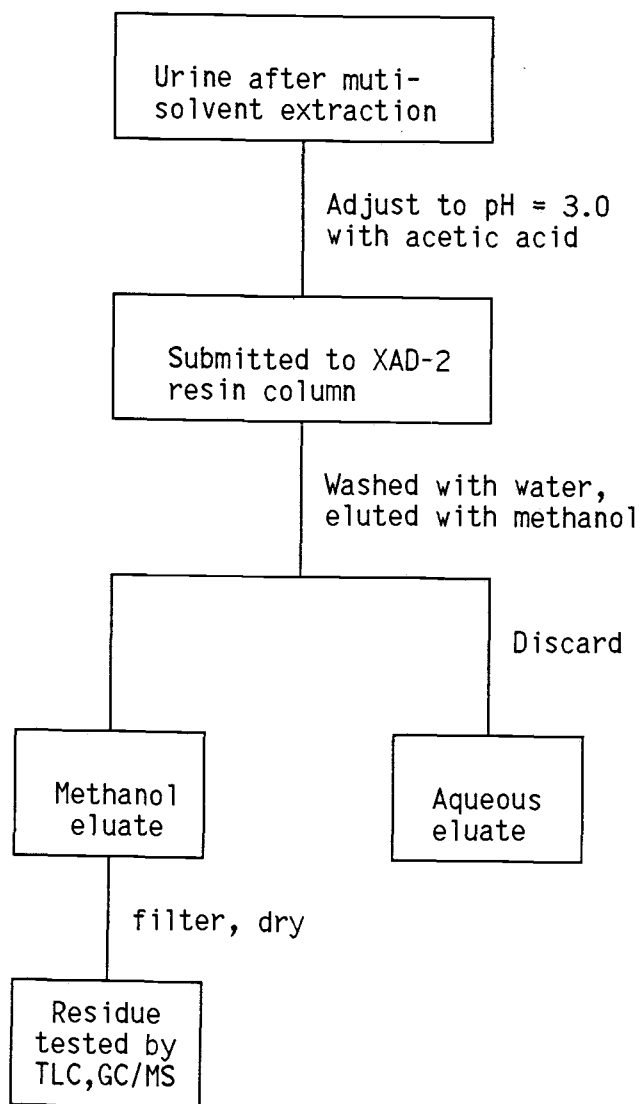 Urine after muti-
solvent extraction
Adjust to pH = 3.0
with acetic acid
Submitted to XAD-2
resin column
Washed with water,
eluted with methanol
Discard
Methanol
eluate
Aqueous
eluate
filter, dry
Residue
tested by
TLC,GC/MS